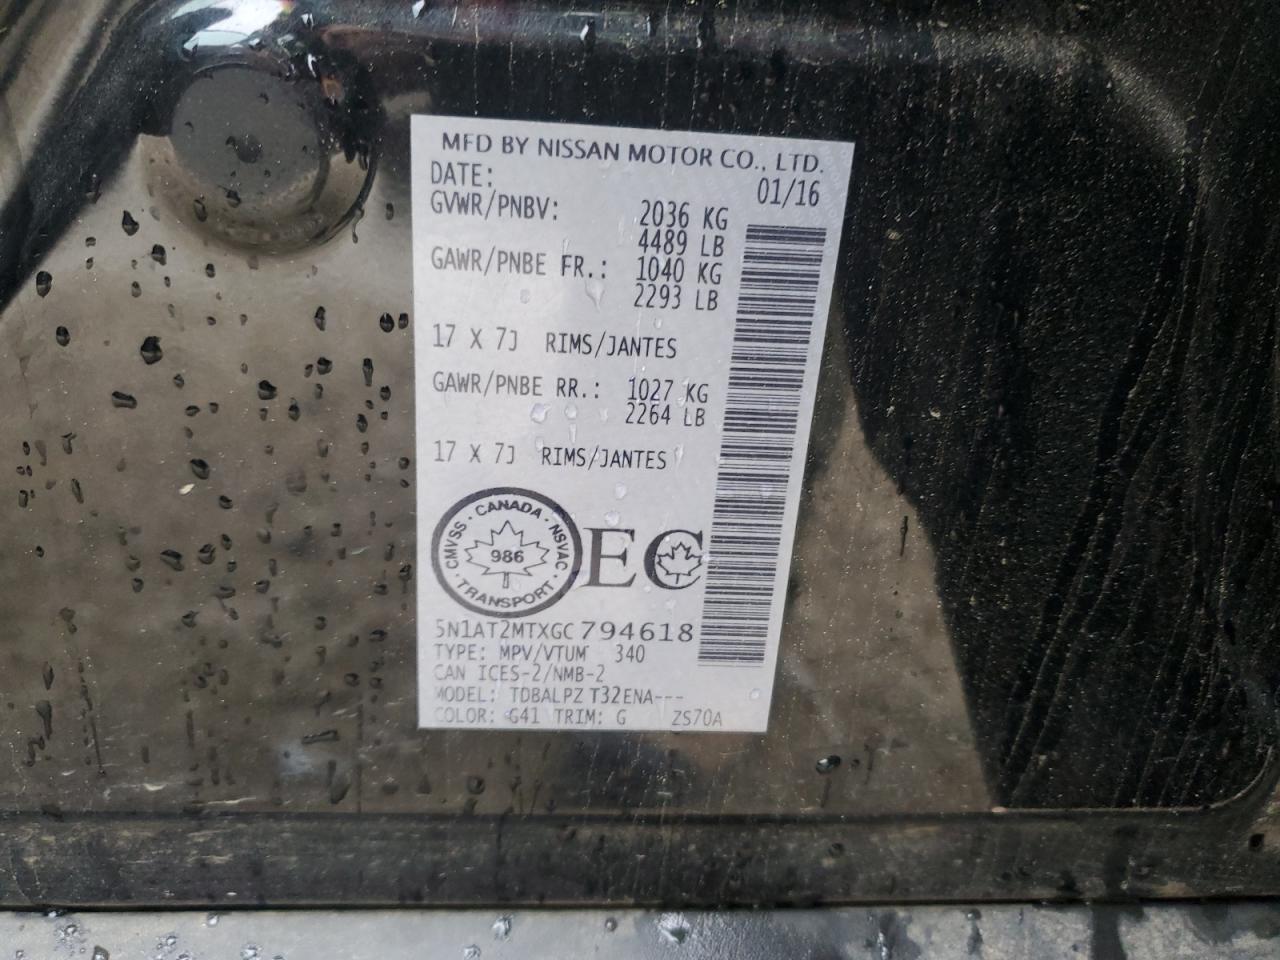 MFD BY NISSAN MOTOR CO., LTD.
DATE: 01/16
GVWR/PNBV: 2036 KG
4489 LB
GAWR/PNBE FR.: 1040 KG
2293 LB
17 X 7J RIMS/JANTES
GAWR/PNBE RR.: 1027 KG
2264 LB
17 X 7J RIMS/JANTES
CMVSS · CANADA · NSVAC · TRANSPORT ·
986
EC
5N1AT2MTXGC794618
TYPE: MPV/VTUM 340
CAN ICES-2/NMB-2
MODEL: TDBALPZ T32ENA---
COLOR: G41 TRIM: G ZS70A